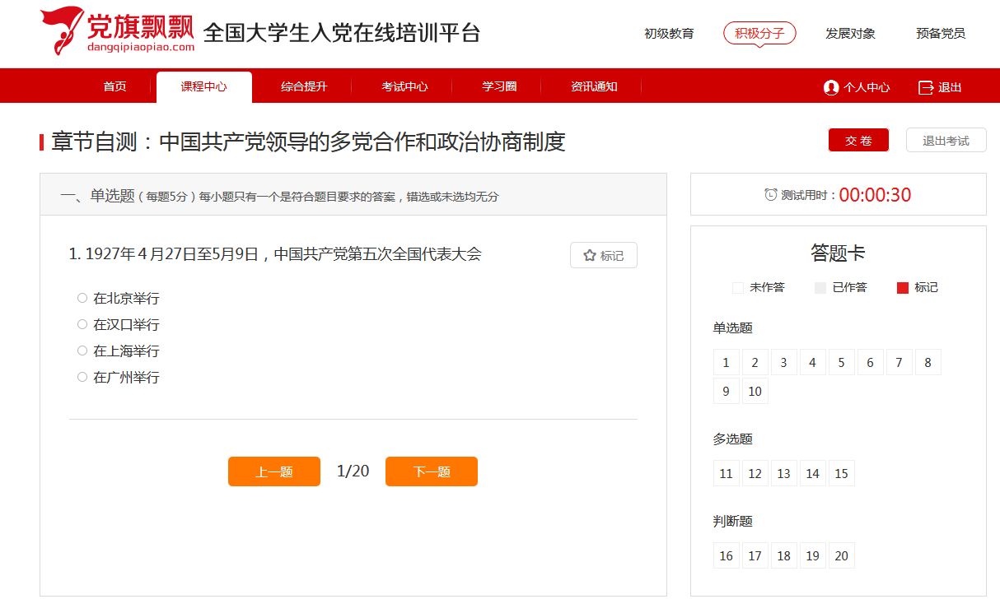 党旗飘飘
dangqipiaopiao.com
全国大学生入党在线培训平台
初级教育 积极分子 发展对象 预备党员
首页 课程中心 综合提升 考试中心 学习圈 资讯通知 个人中心 退出
章节自测：中国共产党领导的多党合作和政治协商制度
交 卷 退出考试
一、单选题（每题5分）每小题只有一个是符合题目要求的答案，错选或未选均无分
测试用时：00:00:30
1. 1927年４月27日至5月9日，中国共产党第五次全国代表大会
标记
在北京举行
在汉口举行
在上海举行
在广州举行
上一题 1/20 下一题
答题卡
未作答 已作答 标记
单选题
1 2 3 4 5 6 7 8
9 10
多选题
11 12 13 14 15
判断题
16 17 18 19 20